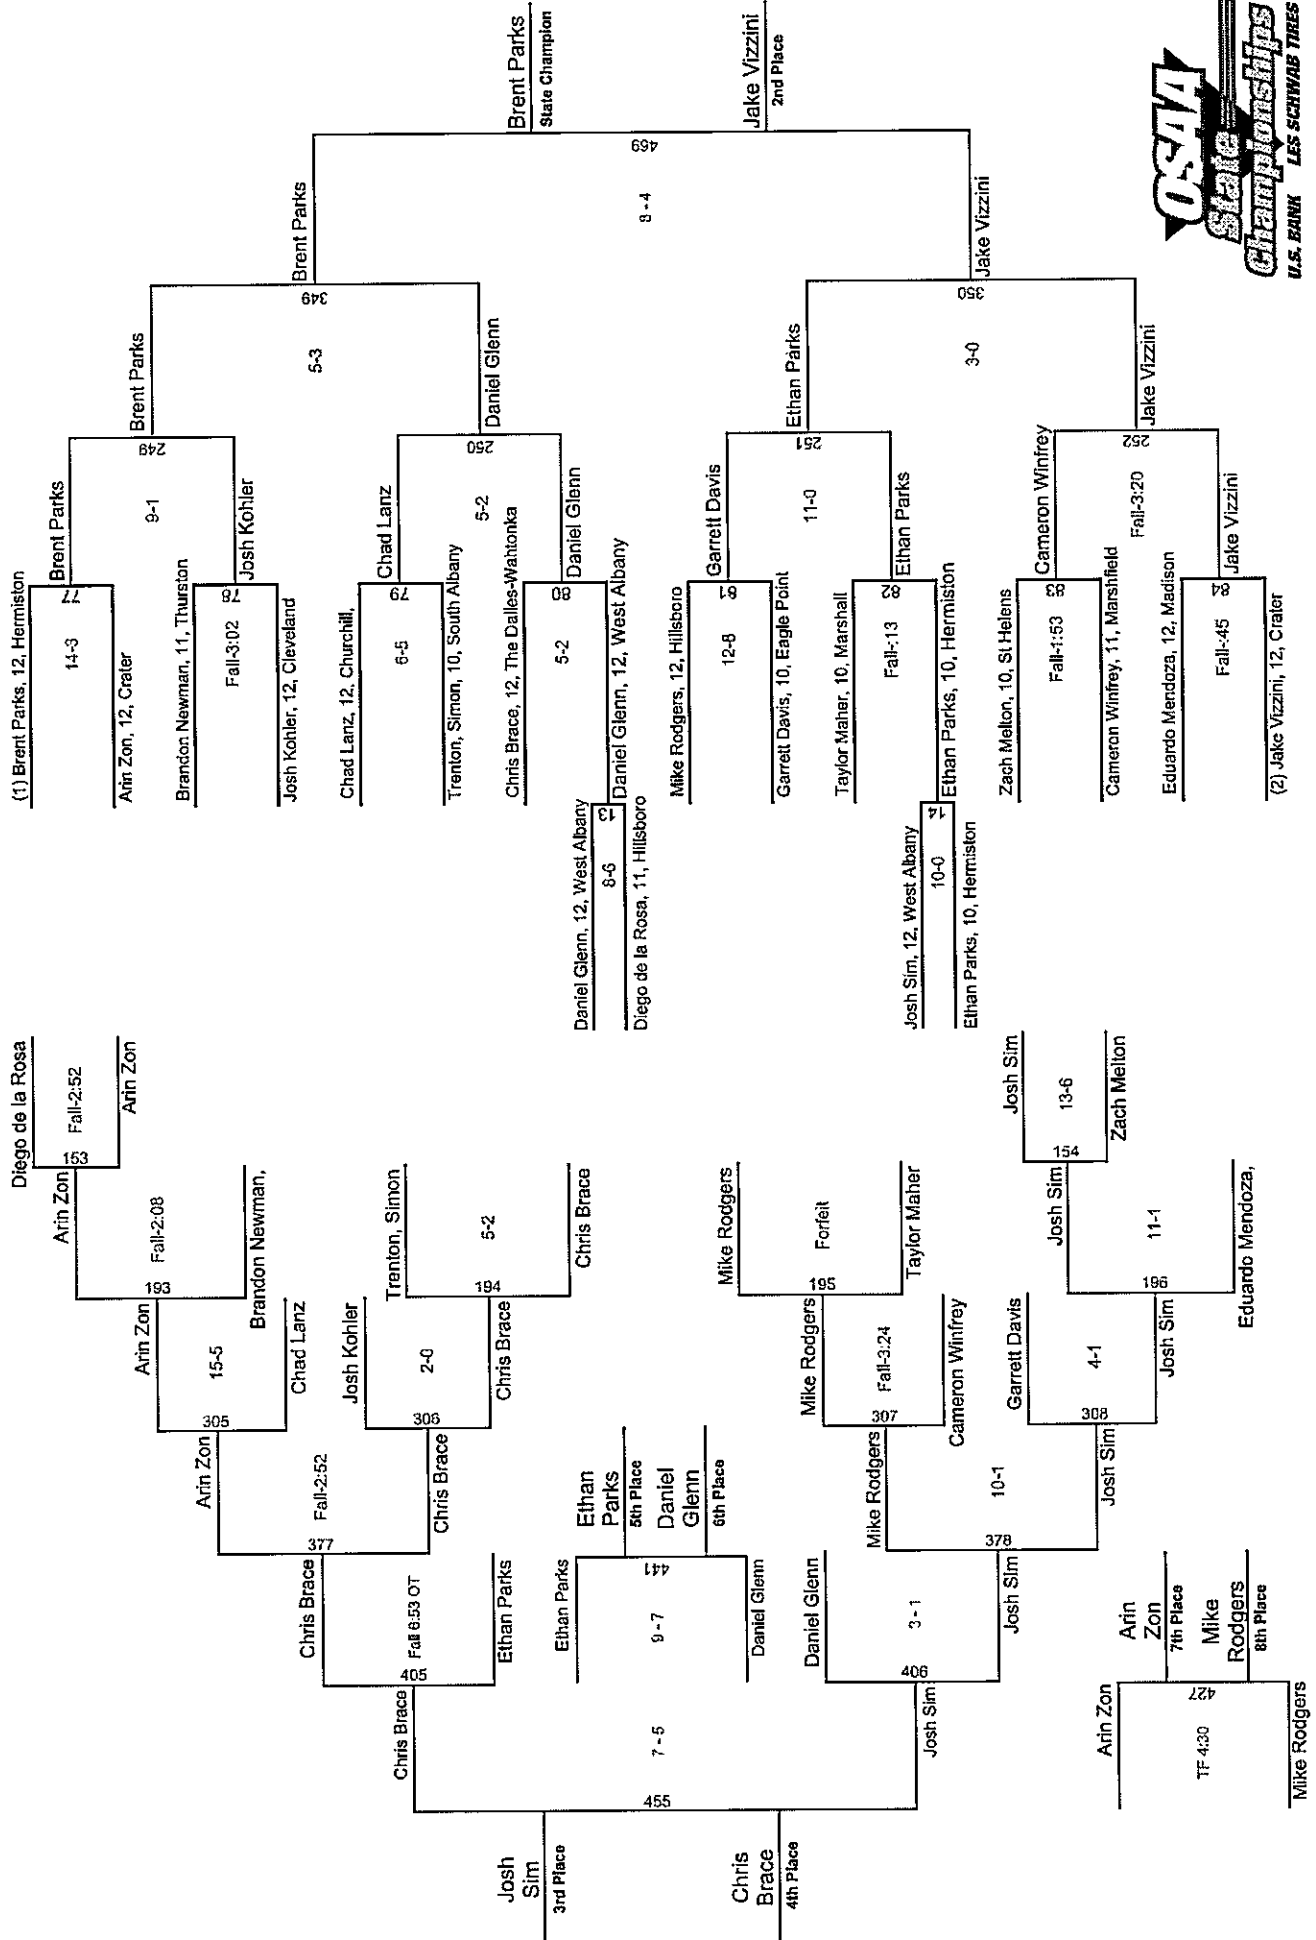 (1) Brent Parks, 12, Hermiston
77
14-3
Arin Zon, 12, Crater
Brent Parks
249
9-1
Brandon Newman, 11, Thurston
78
Fall-3:02
Josh Kohler, 12, Cleveland
Josh Kohler
Brent Parks
349
5-3
Chad Lanz, 12, Churchill,
79
6-5
Trenton, Simon, 10, South Albany
Chad Lanz
250
5-2
Chris Brace, 12, The Dalles-Wahtonka
80
5-2
Daniel Glenn, 12, West Albany
Daniel Glenn
Daniel Glenn, 12, West Albany
13
8-6
Diego de la Rosa, 11, Hillsboro
Daniel Glenn
Brent Parks
469
8 - 4
Brent Parks
State Champion
Jake Vizzini
2nd Place
Mike Rodgers, 12, Hillsboro
81
12-8
Garrett Davis, 10, Eagle Point
Garrett Davis
251
11-0
Taylor Maher, 10, Marshall
82
Fall-:13
Ethan Parks, 10, Hermiston
Ethan Parks
Josh Sim, 12, West Albany
14
10-0
Ethan Parks, 10, Hermiston
Ethan Parks
350
3-0
Zach Melton, 10, St Helens
83
Fall-1:53
Cameron Winfrey, 11, Marshfield
Cameron Winfrey
252
Fall-3:20
Eduardo Mendoza, 12, Madison
84
Fall-:45
(2) Jake Vizzini, 12, Crater
Jake Vizzini
Jake Vizzini
Jake Vizzini
OSAA
State
Championships
U.S. BANK LES SCHWAB TIRES
Diego de la Rosa
153
Fall-2:52
Arin Zon
Arin Zon
193
Fall-2:08
Brandon Newman,
Arin Zon
305
15-5
Chad Lanz
Arin Zon
377
Fall-2:52
Trenton, Simon
194
5-2
Chris Brace
Josh Kohler
306
2-0
Chris Brace
Chris Brace
Chris Brace
405
Fall 6:53 OT
Ethan Parks
Chris Brace
455
7 - 5
Josh Sim
Josh
Sim
3rd Place
Chris
Brace
4th Place
Ethan Parks
441
9 - 7
Daniel Glenn
Ethan
Parks
5th Place
Daniel
Glenn
6th Place
Mike Rodgers
195
Forfeit
Taylor Maher
Mike Rodgers
307
Fall-3:24
Cameron Winfrey
Mike Rodgers
378
10-1
Josh Sim
154
13-6
Zach Melton
Josh Sim
196
11-1
Eduardo Mendoza,
Garrett Davis
308
4-1
Josh Sim
Josh Sim
Daniel Glenn
406
3 - 1
Josh Sim
Arin Zon
427
TF 4:30
Mike Rodgers
Arin
Zon
7th Place
Mike
Rodgers
8th Place